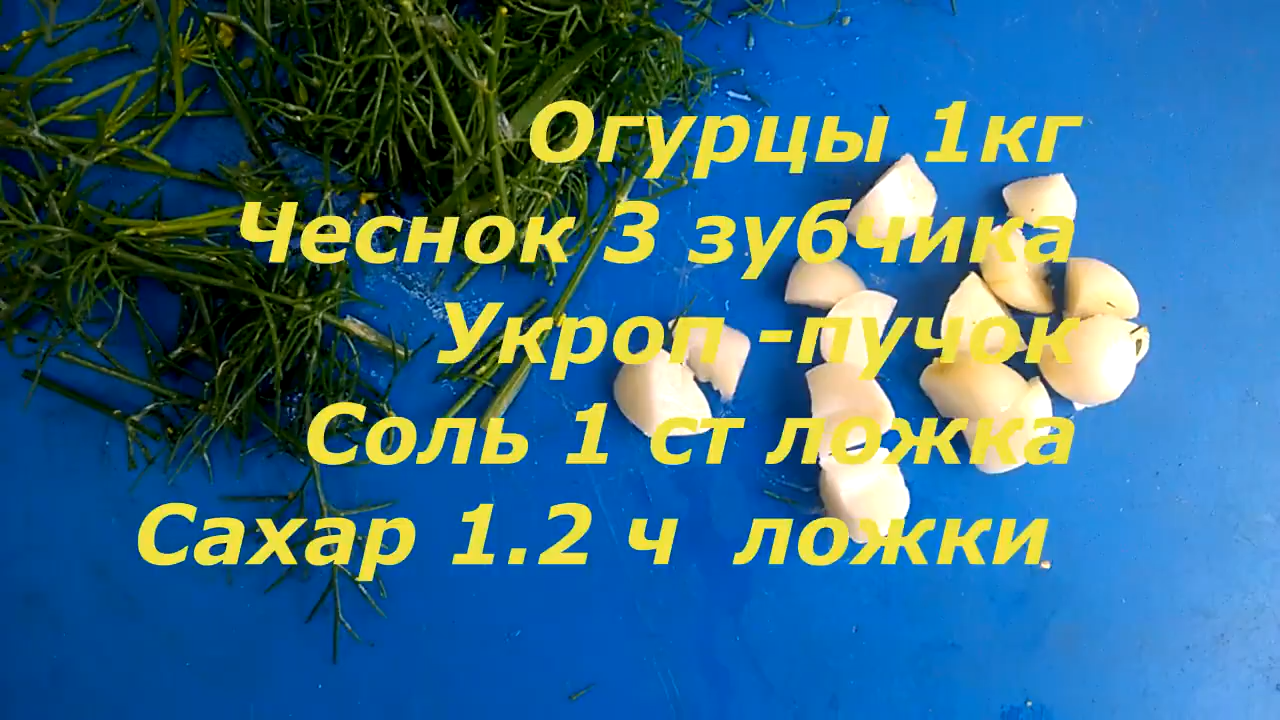 Огурцы 1кг
Чеснок 3 зубчика
Укроп -пучок
Соль 1 ст ложка
Сахар 1.2 ч ложки